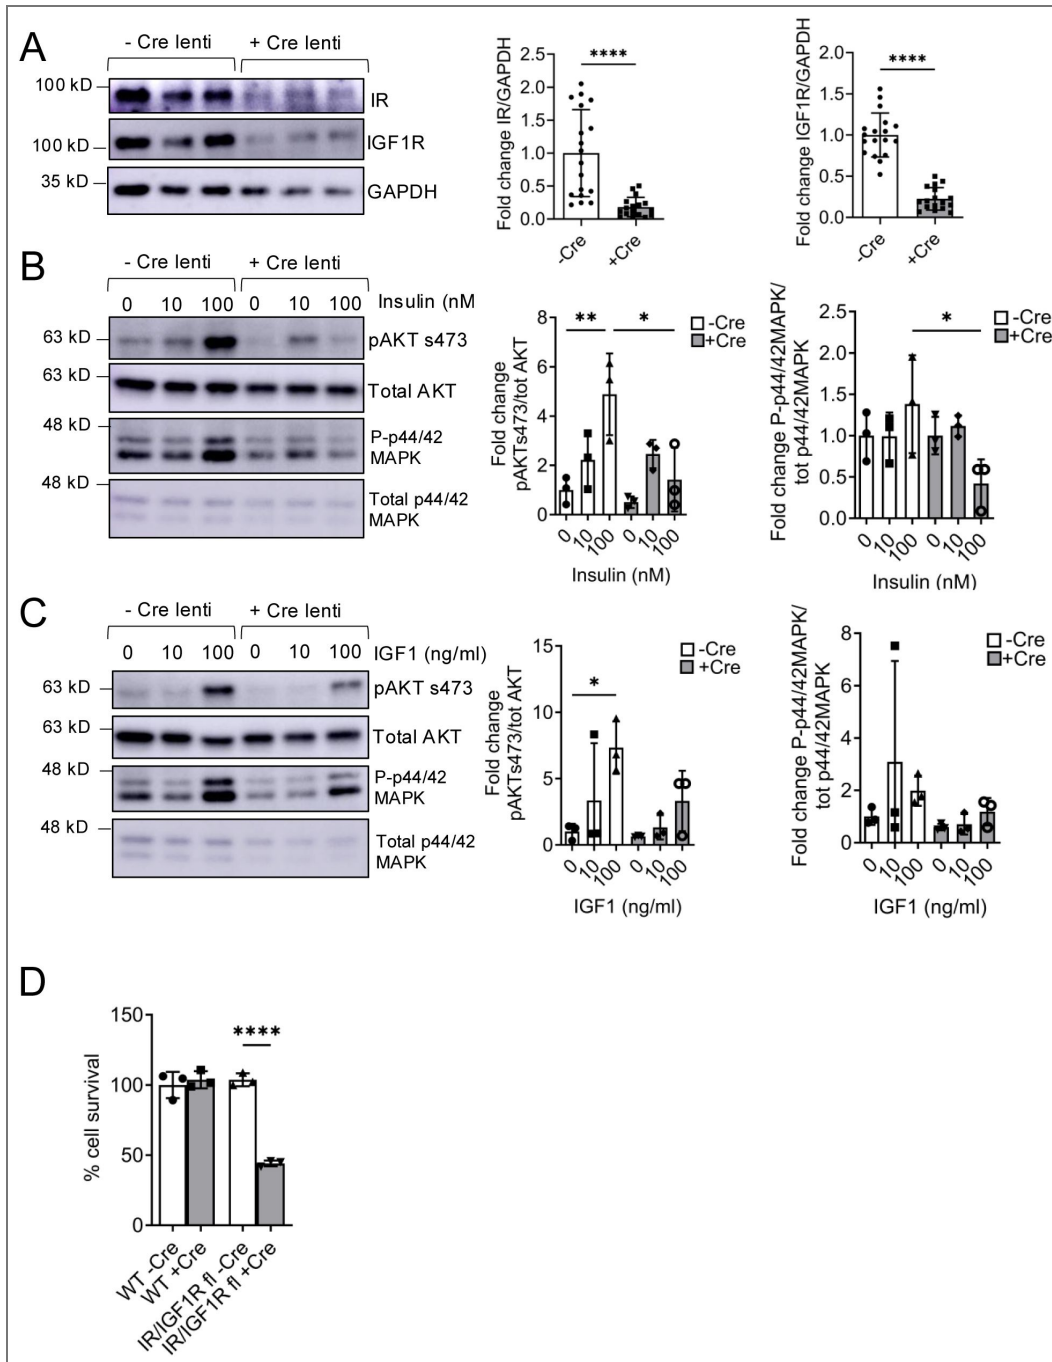 A
- Cre lenti
+ Cre lenti
100 kD
IR
IGF1R
100 kD
35 kD
GAPDH
Fold change IR/GAPDH
2.5
2.0
1.5
1.0
0.5
0.0
****
-Cre
+Cre
Fold change IGF1R/GAPDH
2.0
1.5
1.0
0.5
0.0
****
-Cre
+Cre
B
- Cre lenti
+ Cre lenti
0 10 100 0 10 100 Insulin (nM
63 kD
pAKT s473
63 kD
Total AKT
48 kD
P-p44/42
MAPK
48 kD
Total p44/42
MAPK
Fold change
pAKTs473/tot AKT
8
6
4
2
0
**
*
-Cre
+Cre
0 10 100 0 10 100
Insulin (nM)
Fold change P-p44/42MAPK/
tot p44/42MAPK
2.5
2.0
1.5
1.0
0.5
0.0
*
-Cre
+Cre
0 10 100 0 10 100
Insulin (nM)
C
- Cre lenti
+ Cre lenti
0 10 100 0 10 100 IGF1 (ng/ml)
63 kD
pAKT s473
63 kD
Total AKT
48 kD
P-p44/42
MAPK
48 kD
Total p44/42
MAPK
Fold change
pAKTs473/tot AKT
15
10
5
0
*
-Cre
+Cre
0 10 100 0 10 100
IGF1 (ng/ml)
Fold change P-p44/42MAPK/
tot p44/42MAPK
8
6
4
2
0
-Cre
+Cre
0 10 100 0 10 100
IGF1 (ng/ml)
D
% cell survival
150
100
50
0
****
WT -Cre
WT +Cre
IR/IGF1R fl -Cre
IR/IGF1R fl +Cre